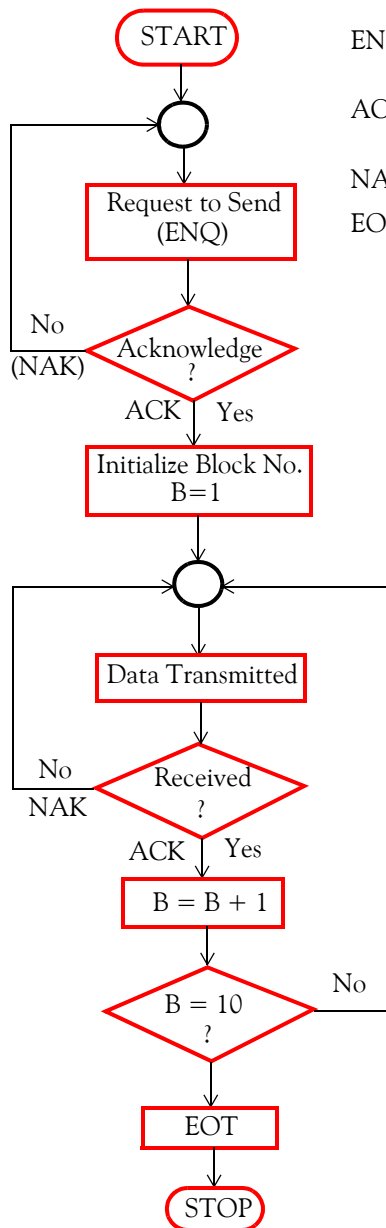 START
EN
AC
NA
EO
Request to Send
(ENQ)
No
(NAK)
Acknowledge
?
ACK Yes
Initialize Block No.
B=1
Data Transmitted
No
NAK
Received
?
ACK Yes
B = B + 1
B = 10
?
No
EOT
STOP